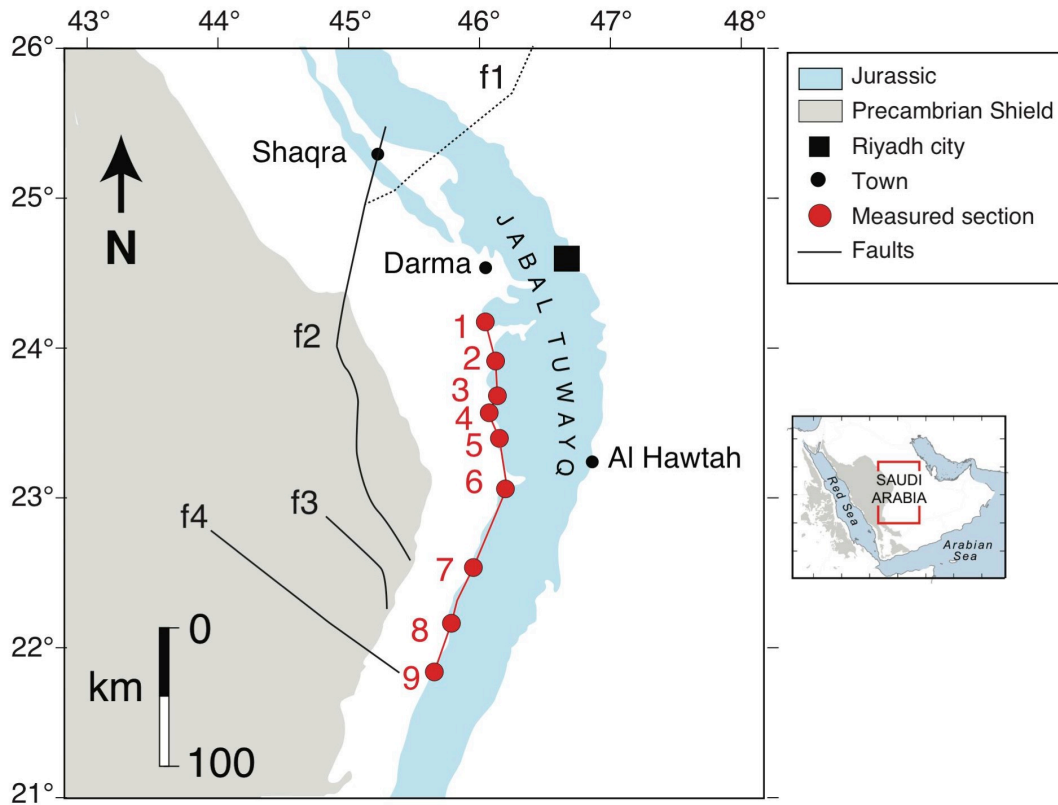 43° 44° 45° 46° 47° 48°
26°
25°
24°
23°
22°
21°
N
f1
Shaqra
Darma
JABAL TUWAYQ
f2
1
2
3
4
5
6
Al Hawtah
f3
f4
7
8
9
0
km
100
Jurassic
Precambrian Shield
Riyadh city
Town
Measured section
Faults
SAUDI
ARABIA
Red Sea
Arabian
Sea